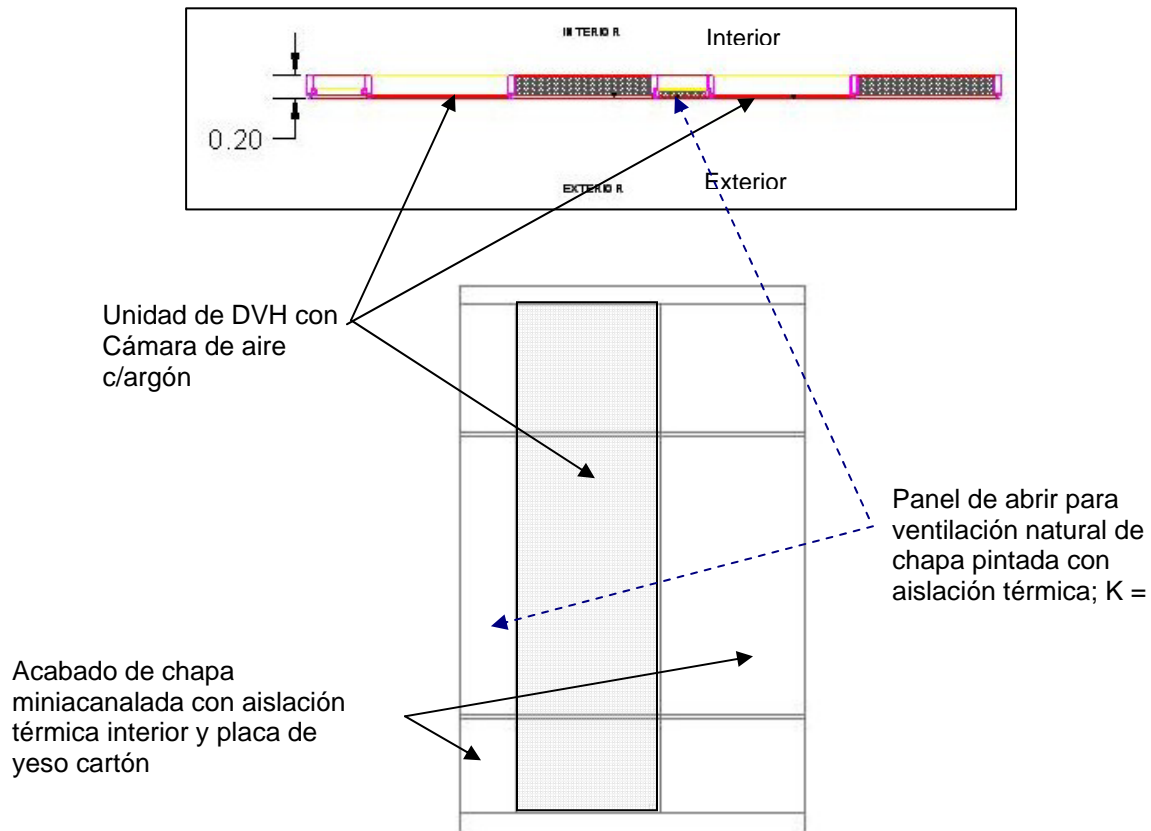 INTERIOR
Interior
0.20
EXTERIOR
Exterior
Unidad de DVH con
Cámara de aire
c/argón
Panel de abrir para
ventilación natural de
chapa pintada con
aislación térmica; K =
Acabado de chapa
miniacanalada con aislación
térmica interior y placa de
yeso cartón